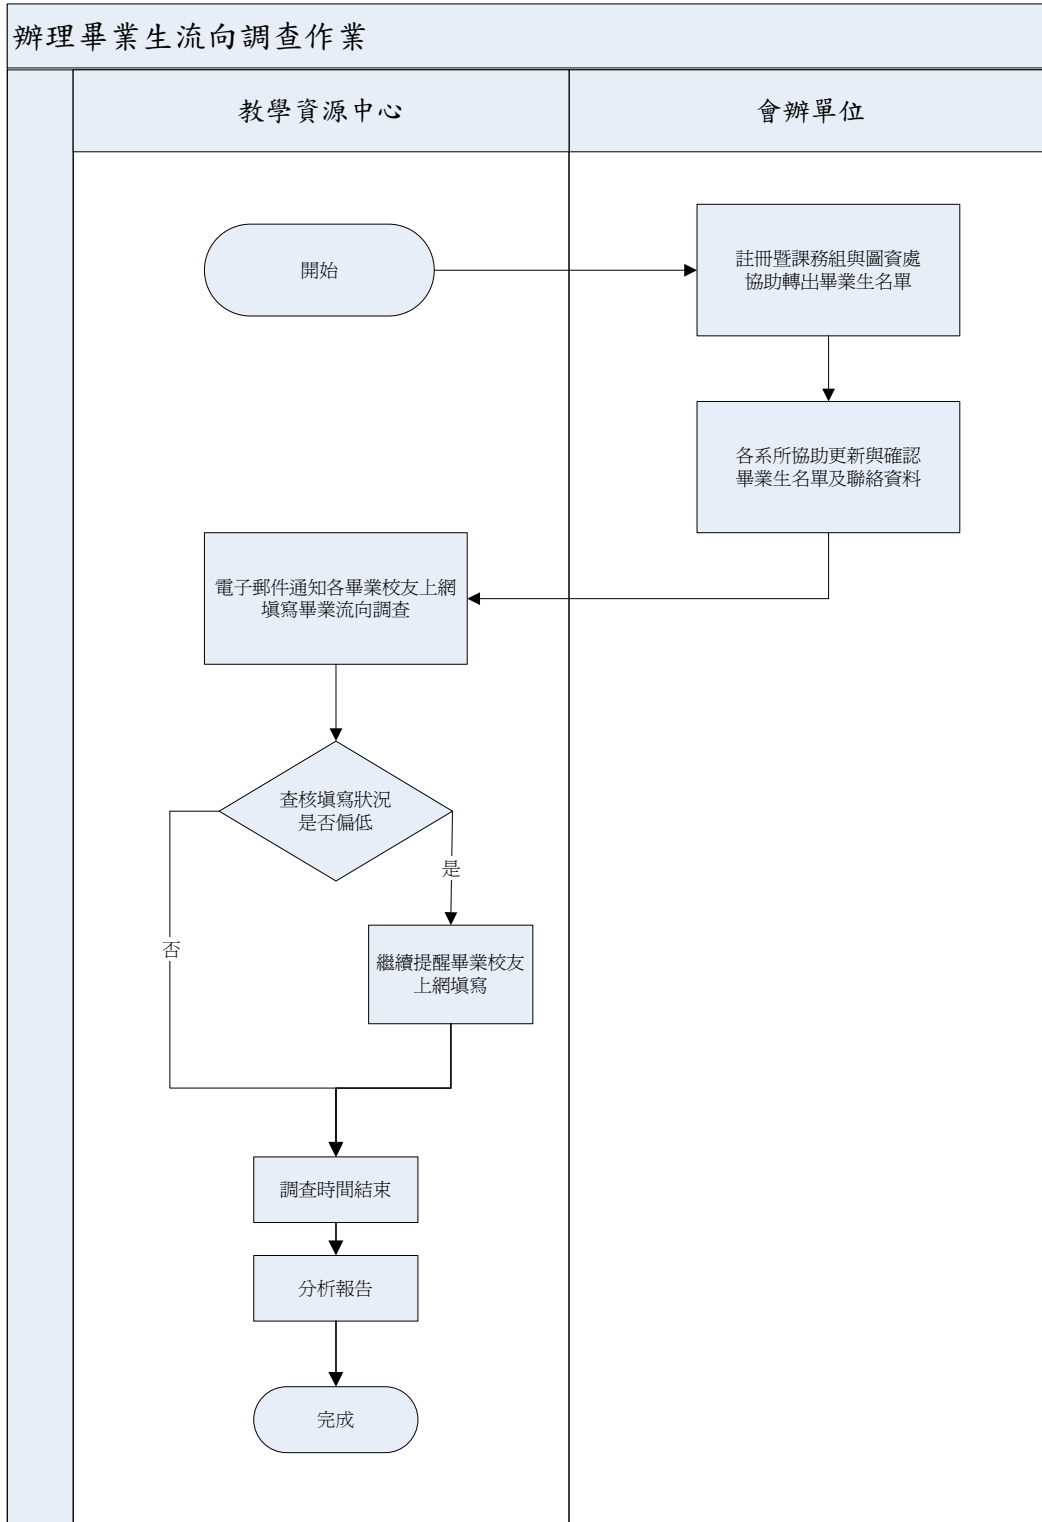 辦理畢業生流向調查作業
教學資源中心
會辦單位
開始
註冊暨課務組與圖資處
協助轉出畢業生名單
各系所協助更新與確認
畢業生名單及聯絡資料
電子郵件通知各畢業校友上網
填寫畢業流向調查
查核填寫狀況
是否偏低
是
否
繼續提醒畢業校友
上網填寫
調查時間結束
分析報告
完成